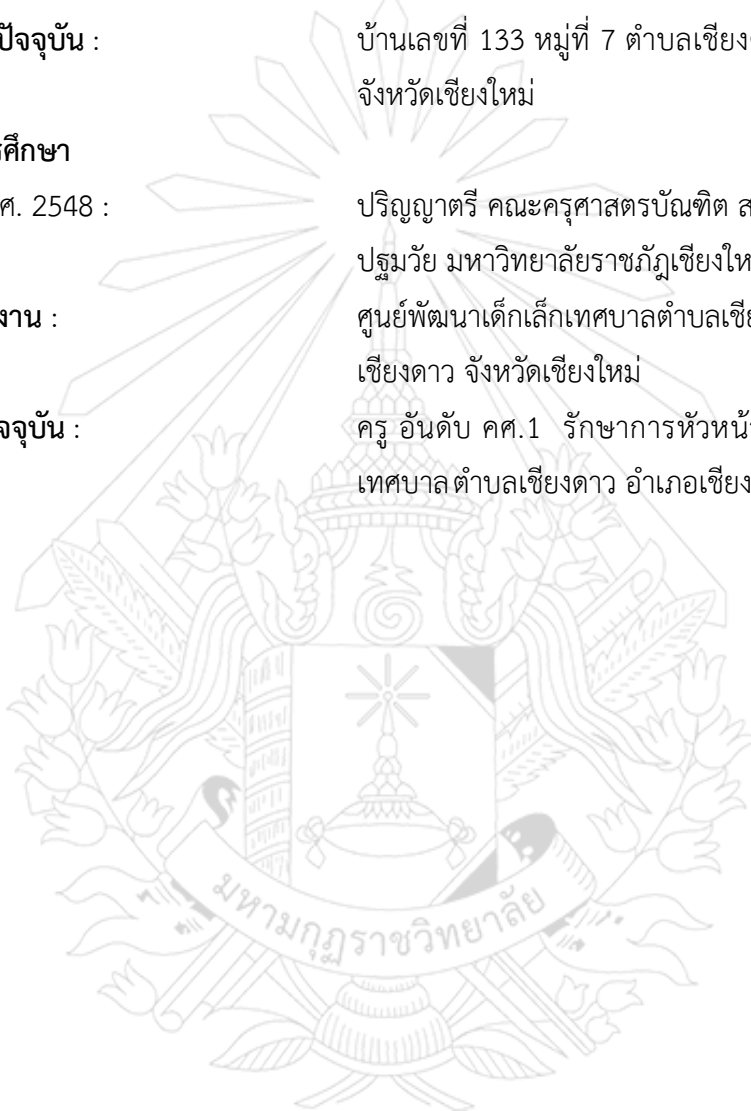 ปัจจุบัน : บ้านเลขที่ 133 หมู่ที่ 7 ตำบลเชียง
จังหวัดเชียงใหม่
ศึกษา
ศ. 2548 : ปริญญาตรี คณะครุศาสตรบัณฑิต ส
ปฐมวัย มหาวิทยาลัยราชภัฏเชียงให
งาน : ศูนย์พัฒนาเด็กเล็กเทศบาลตำบลเชีย
เชียงดาว จังหวัดเชียงใหม่
จจุบัน : ครู อันดับ คศ.1 รักษาการหัวหน้า
เทศบาลตำบลเชียงดาว อำเภอเชียง
มหามกุฏราชวิทยาลัย